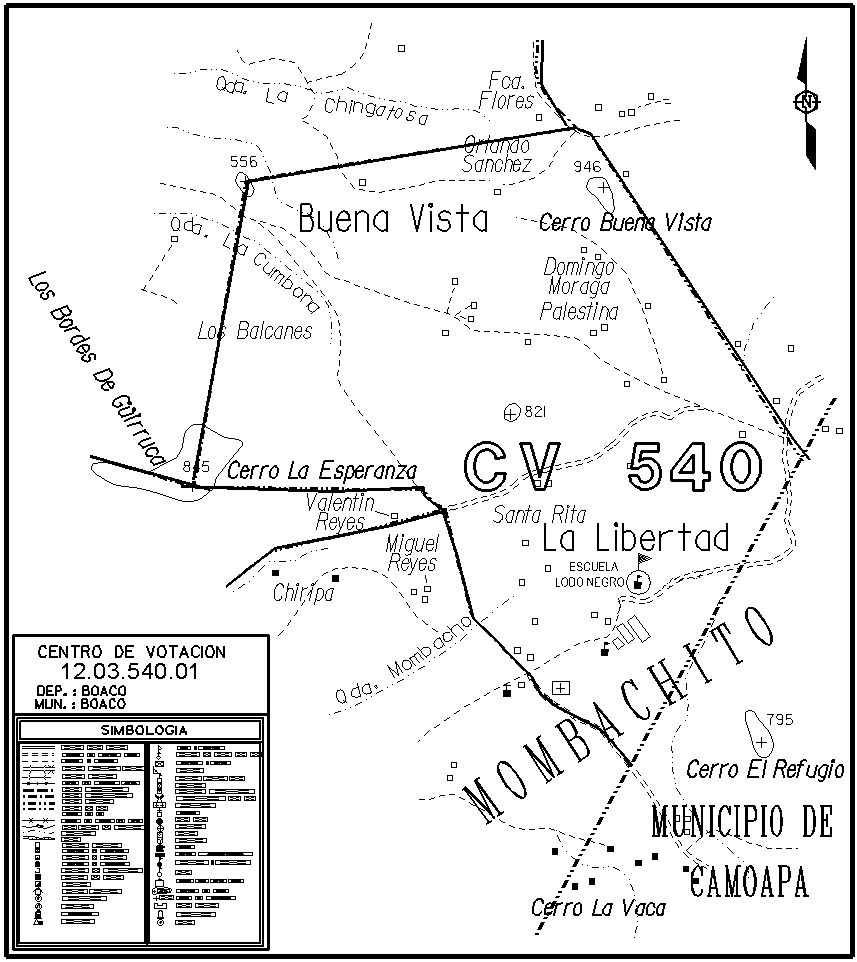 Qda. La Chingatosa
Fca.
Flores
N
Orlando
Sanchez
556
946
Buena Vista
Cerro Buena Vista
Qda. La Cumbona
Domingo
Moraga
Palestina
Los Bordes De Güirruca
Los Balcanes
821
CV 540
845
Cerro La Esperanza
Valentin
Reyes
Santa Rita
Miguel
Reyes
La Libertad
ESCUELA
LODO NEGRO
Chiripa
Qda. Mombacho
MOMBACHITO
CENTRO DE VOTACION
12.03.540.01
DEP. : BOACO
MUN. : BOACO
SIMBOLOGIA
795
Cerro El Refugio
MUNICIPIO DE
CAMOAPA
Cerro La Vaca